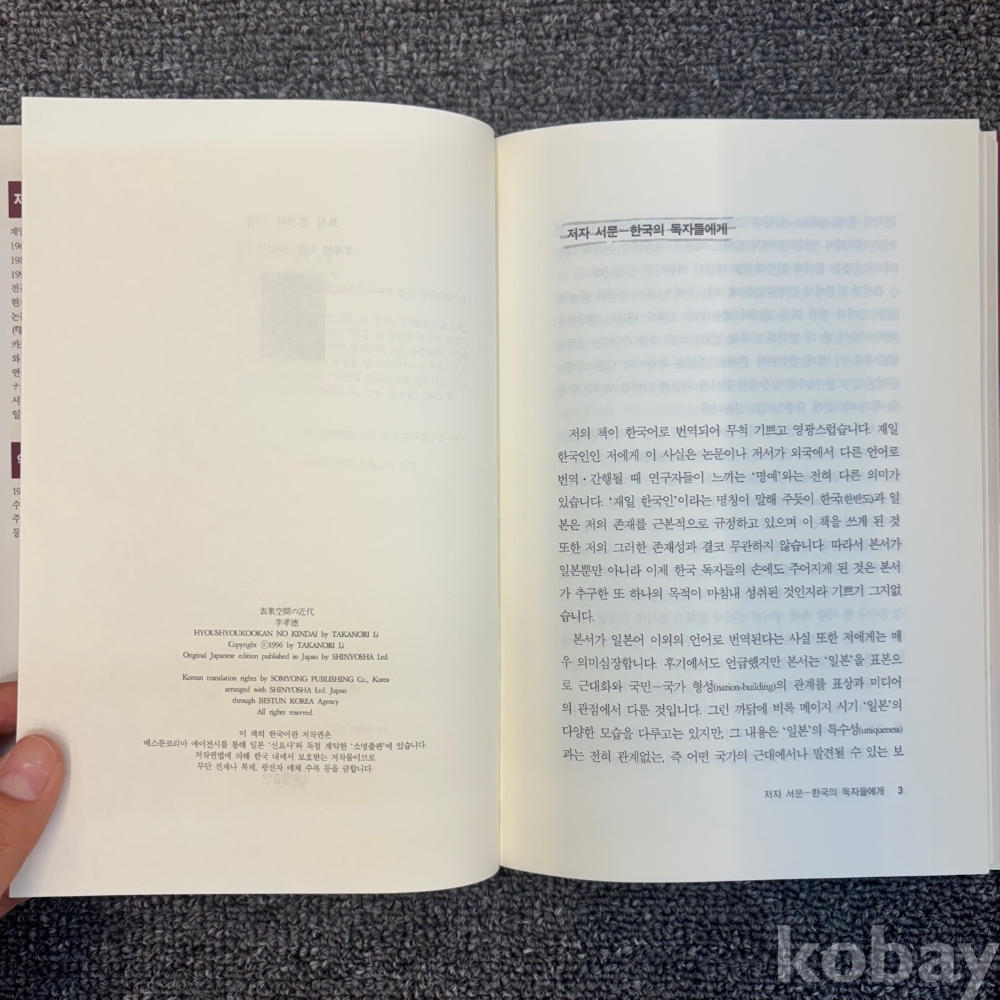 表象空間の近代
李孝德
HYOUSHYOUKOOKAN NO KINDAI by TAKANORI Li
Copyright ⓒ1996 by TAKANORI Li
Original Japanese edition published in Japan by SHINYOSHA Ltd.
Korean translation rights by SOMYONG PUBLISHING Co., Korea
arranged with SHINYOSHA Ltd. Japan
through BESTUN KOREA Agency
All rights reserved.
이 책의 한국어판 저작권은
베스툰코리아 에이전시를 통해 일본 '신요사'와 독점 계약한 '소명출판'에 있습니다.
저작권법에 의해 한국 내에서 보호받는 저작물이므로
무단 전재나 복제, 광전자 매체 수록 등을 금합니다.
저자 서문-한국의 독자들에게
저의 책이 한국어로 번역되어 무척 기쁘고 영광스럽습니다. 재일
한국인인 저에게 이 사실은 논문이나 저서가 외국에서 다른 언어로
번역·간행될 때 연구자들이 느끼는 '명예'와는 전혀 다른 의미가
있습니다. '재일 한국인'이라는 명칭이 말해 주듯이 한국(한반도)과 일
본은 저의 존재를 근본적으로 규정하고 있으며 이 책을 쓰게 된 것
또한 저의 그러한 존재성과 결코 무관하지 않습니다. 따라서 본서가
일본뿐만 아니라 이제 한국 독자들의 손에도 주어지게 된 것은 본서
가 추구한 또 하나의 목적이 마침내 성취된 것인지라 기쁘기 그지없
습니다.
본서가 일본어 이외의 언어로 번역된다는 사실 또한 저에게는 매
우 의미심장합니다. 후기에서도 언급했지만 본서는 '일본'을 표본으
로 근대화와 국민-국가 형성(nation-building)의 관계를 표상과 미디어
의 관점에서 다룬 것입니다. 그런 까닭에 비록 메이지 시기 '일본'의
다양한 모습을 다루고는 있지만, 그 내용은 '일본'의 특수성(uniqueness)
과는 전혀 관계없는, 즉 어떤 국가의 근대에서나 발견될 수 있는 보
저자 서문-한국의 독자들에게 3
kobay